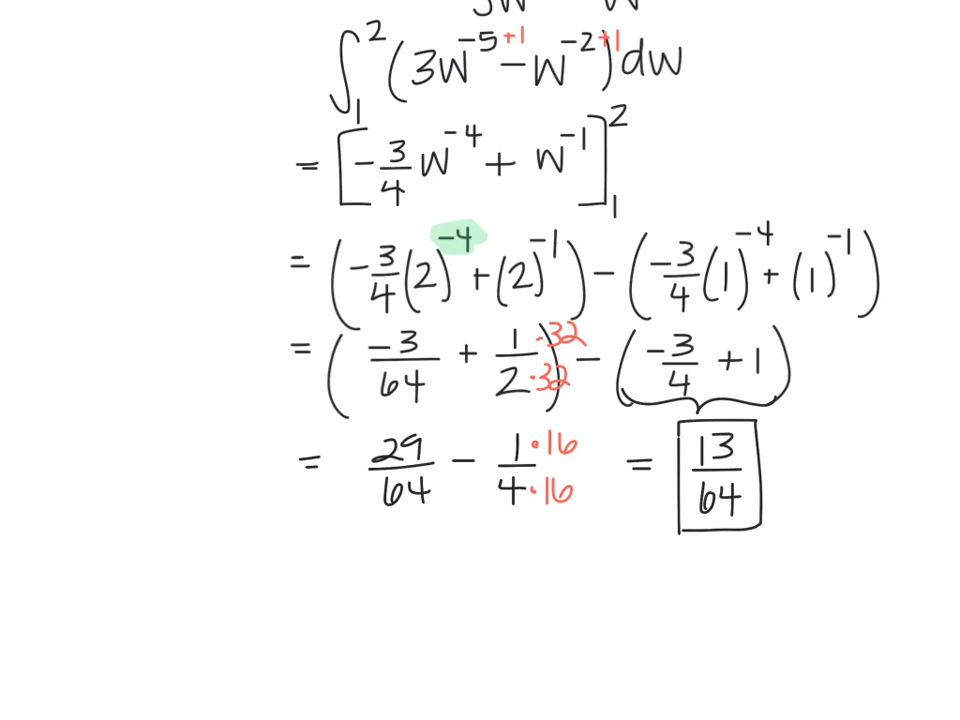 ∫₁² (3w⁻⁵⁺¹ − w⁻²⁺¹) dw
= [−3/4 w⁻⁴ + w⁻¹]₁²
= (−3/4 (2)⁻⁴ + (2)⁻¹) − (−3/4 (1)⁻⁴ + (1)⁻¹)
= (−3/64 + 1·32/2·32) − (−3/4 + 1)
= 29/64 − 1·16/4·16 = 13/64